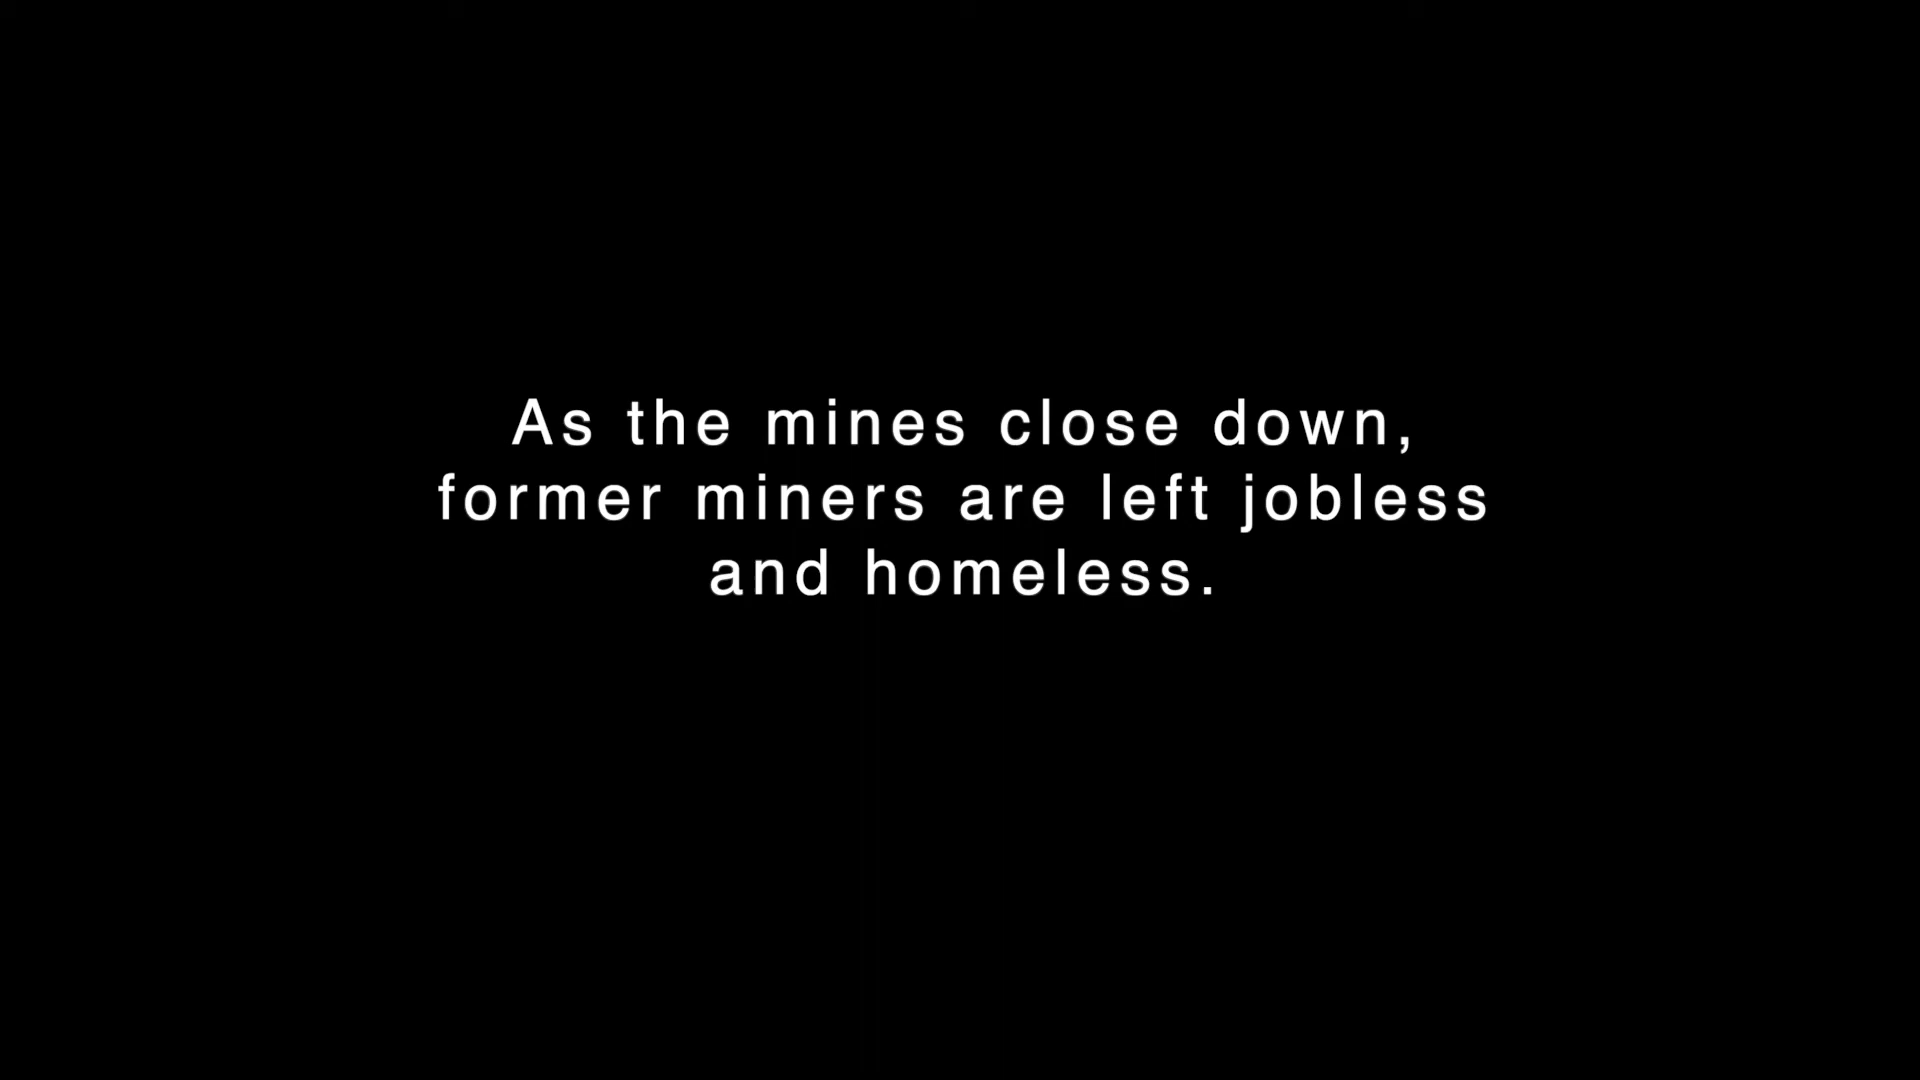 As the mines close down,
former miners are left jobless
and homeless.